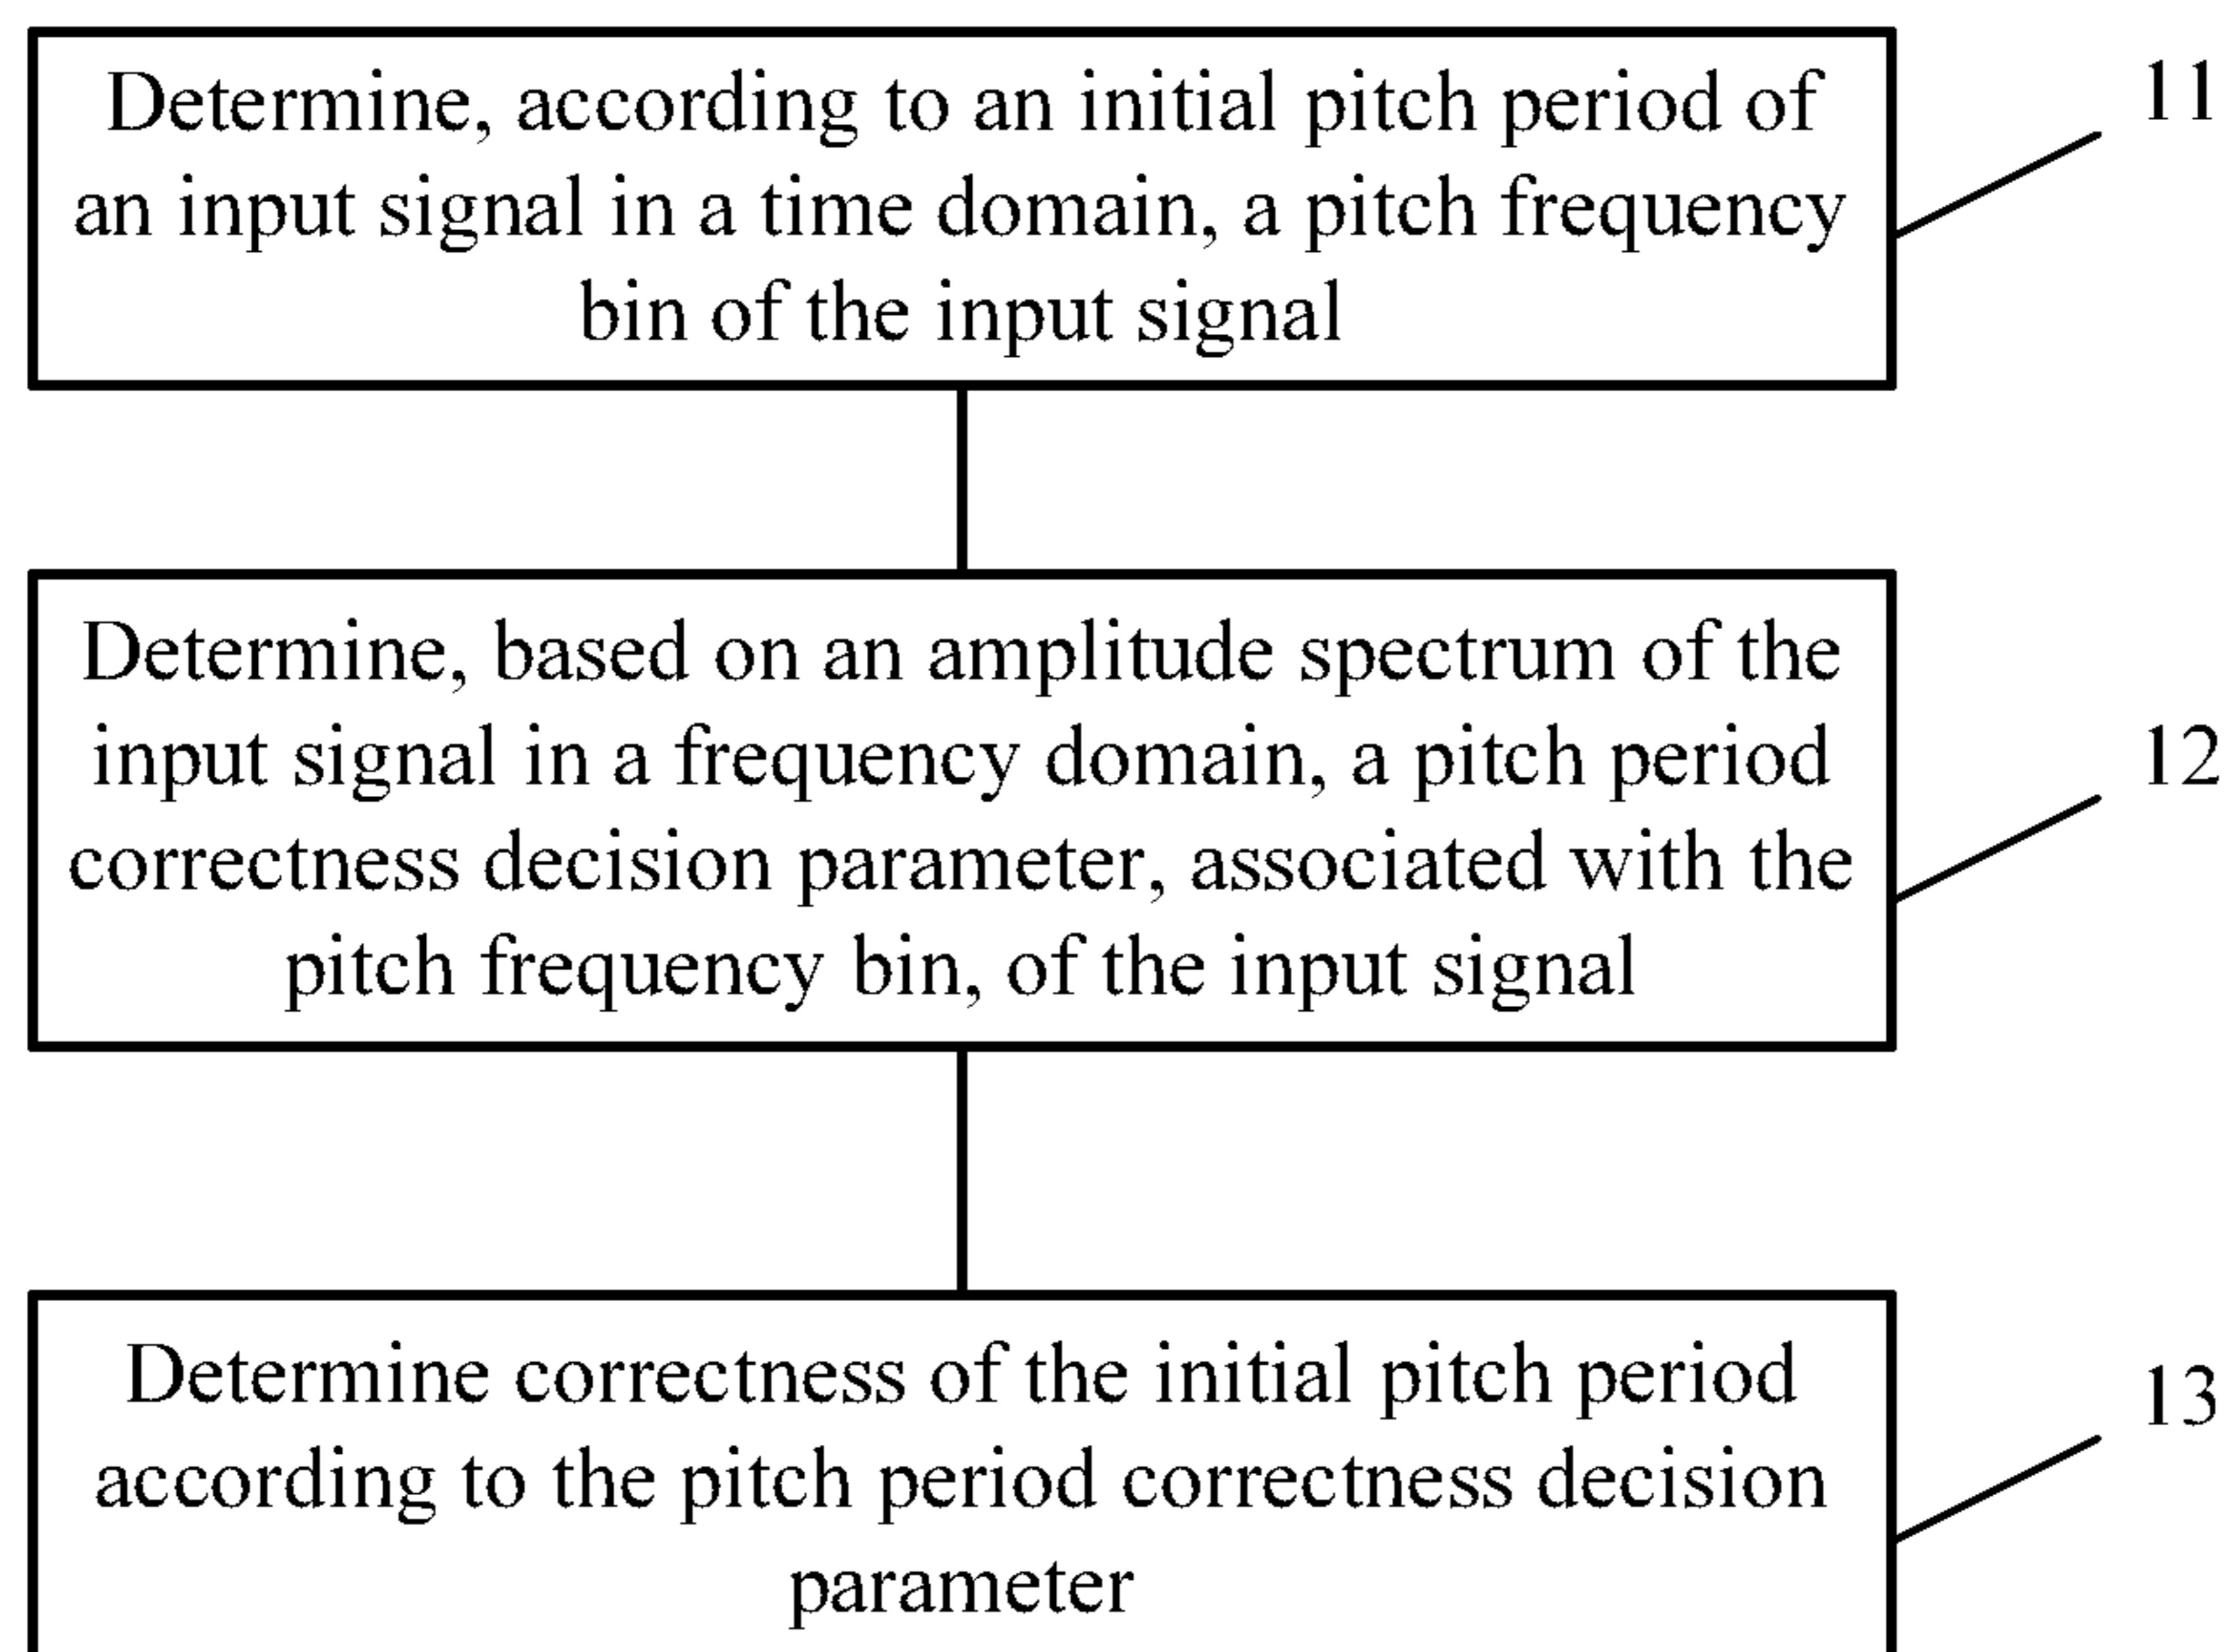 Determine, according to an initial pitch period of
an input signal in a time domain, a pitch frequency
bin of the input signal
11
Determine, based on an amplitude spectrum of the
input signal in a frequency domain, a pitch period
correctness decision parameter, associated with the
pitch frequency bin, of the input signal
12
Determine correctness of the initial pitch period
according to the pitch period correctness decision
parameter
13